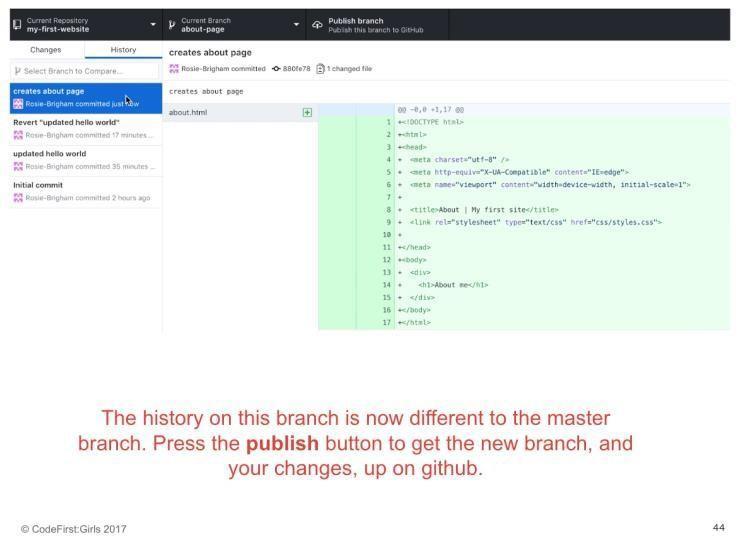 Current Repository
my-first-website
Current Branch
about-page
Publish branch
Publish this branch to GitHub
Changes
History
Select Branch to Compare...
creates about page
Rosie-Brigham committed just now
Revert "updated hello world"
Rosie-Brigham committed 17 minutes ...
updated hello world
Rosie-Brigham committed 35 minutes ...
Initial commit
Rosie-Brigham committed 2 hours ago
creates about page
Rosie-Brigham committed 880fe78 1 changed file
creates about page
about.html
@@ -0,0 +1,17 @@
1 +<!DOCTYPE html>
2 +<html>
3 +<head>
4 + <meta charset="utf-8" />
5 + <meta http-equiv="X-UA-Compatible" content="IE=edge">
6 + <meta name="viewport" content="width=device-width, initial-scale=1">
7 +
8 + <title>About | My first site</title>
9 + <link rel="stylesheet" type="text/css" href="css/styles.css">
10 +
11 +</head>
12 +<body>
13 + <div>
14 + <h1>About me</h1>
15 + </div>
16 +</body>
17 +</html>
The history on this branch is now different to the master
branch. Press the publish button to get the new branch, and
your changes, up on github.
© CodeFirst:Girls 2017
44